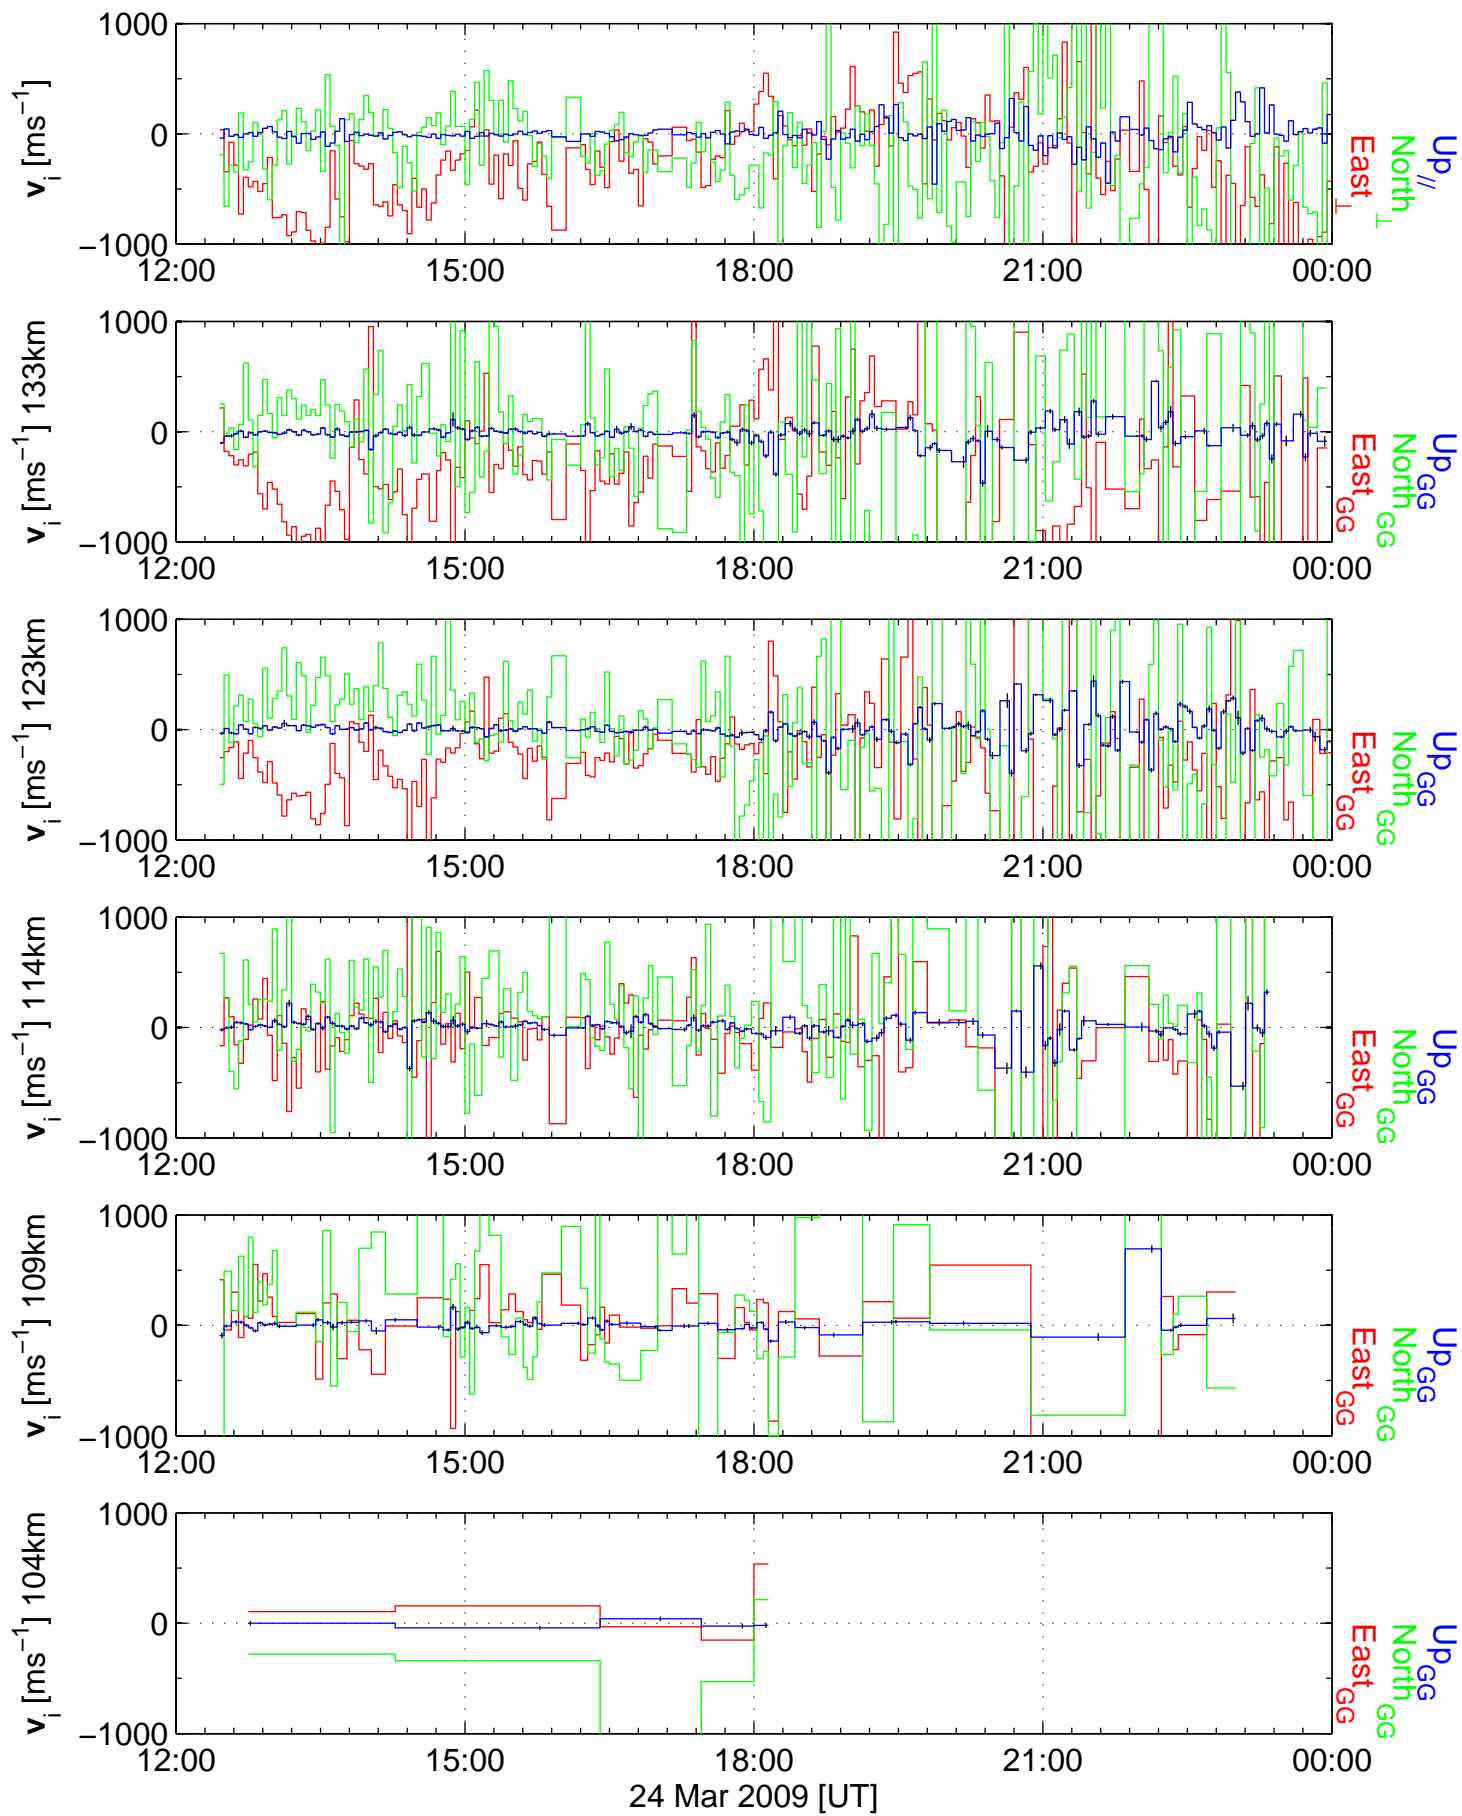 1000
0
−1000
v_i [ms^−1]
12:00 15:00 18:00 21:00 00:00
East_⊥
North_⊥
Up_//
1000
0
−1000
v_i [ms^−1] 133km
12:00 15:00 18:00 21:00 00:00
East_GG
North_GG
Up_GG
1000
0
−1000
v_i [ms^−1] 123km
12:00 15:00 18:00 21:00 00:00
East_GG
North_GG
Up_GG
1000
0
−1000
v_i [ms^−1] 114km
12:00 15:00 18:00 21:00 00:00
East_GG
North_GG
Up_GG
1000
0
−1000
v_i [ms^−1] 109km
12:00 15:00 18:00 21:00 00:00
East_GG
North_GG
Up_GG
1000
0
−1000
v_i [ms^−1] 104km
12:00 15:00 18:00 21:00 00:00
East_GG
North_GG
Up_GG
24 Mar 2009 [UT]